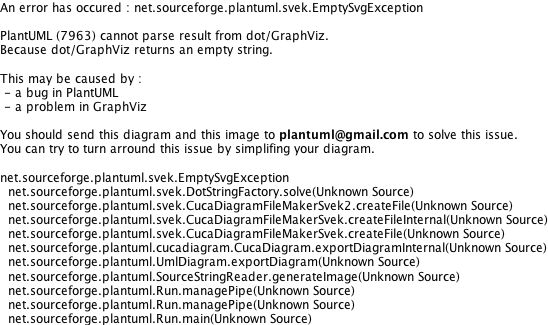 An error has occured : net.sourceforge.plantuml.svek.EmptySvgException
PlantUML (7963) cannot parse result from dot/GraphViz.
Because dot/GraphViz returns an empty string.
This may be caused by :
- a bug in PlantUML
- a problem in GraphViz
You should send this diagram and this image to plantuml@gmail.com to solve this issue.
You can try to turn arround this issue by simplifing your diagram.
net.sourceforge.plantuml.svek.EmptySvgException
net.sourceforge.plantuml.svek.DotStringFactory.solve(Unknown Source)
net.sourceforge.plantuml.svek.CucaDiagramFileMakerSvek2.createFile(Unknown Source)
net.sourceforge.plantuml.svek.CucaDiagramFileMakerSvek.createFileInternal(Unknown Source)
net.sourceforge.plantuml.svek.CucaDiagramFileMakerSvek.createFile(Unknown Source)
net.sourceforge.plantuml.cucadiagram.CucaDiagram.exportDiagramInternal(Unknown Source)
net.sourceforge.plantuml.UmlDiagram.exportDiagram(Unknown Source)
net.sourceforge.plantuml.SourceStringReader.generateImage(Unknown Source)
net.sourceforge.plantuml.Run.managePipe(Unknown Source)
net.sourceforge.plantuml.Run.managePipe(Unknown Source)
net.sourceforge.plantuml.Run.main(Unknown Source)